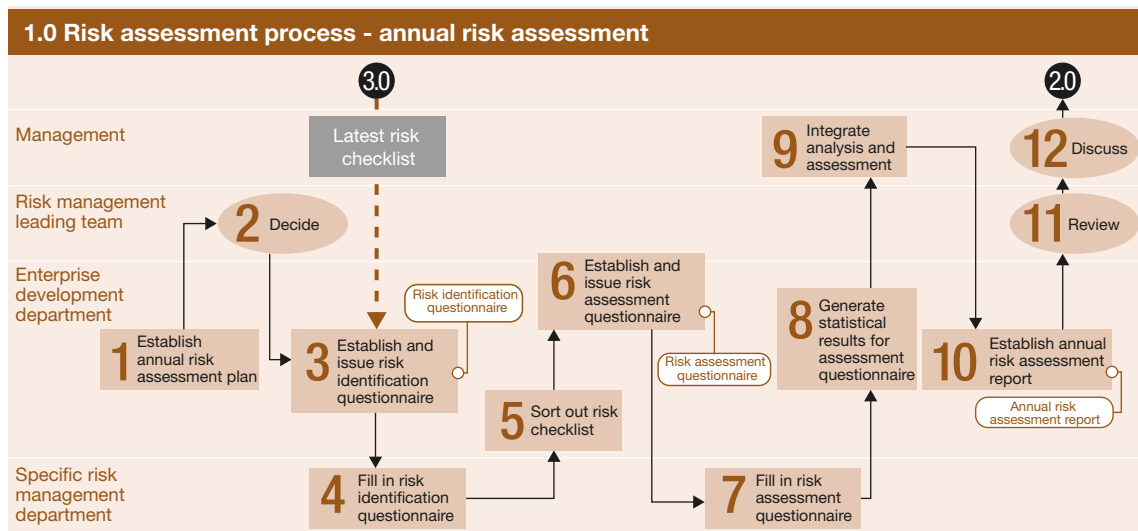 1.0 Risk assessment process - annual risk assessment
3.0
2.0
Management
Latest risk
checklist
9
Integrate
analysis and
assessment
12
Discuss
Risk management
leading team
2
Decide
11
Review
Enterprise
development
department
1
Establish
annual risk
assessment plan
Risk identification
questionnaire
3
Establish and
issue risk
identification
questionnaire
5
Sort out risk
checklist
6
Establish and
issue risk
assessment
questionnaire
Risk assessment
questionnaire
8
Generate
statistical
results for
assessment
questionnaire
10
Establish annual
risk assessment
report
Annual risk
assessment report
Specific risk
management
department
4
Fill in risk
identification
questionnaire
7
Fill in risk
assessment
questionnaire